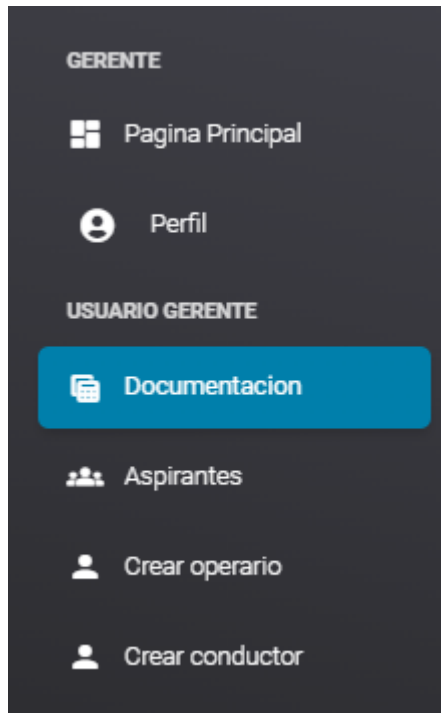 GERENTE
Pagina Principal
Perfil
USUARIO GERENTE
Documentacion
Aspirantes
Crear operario
Crear conductor